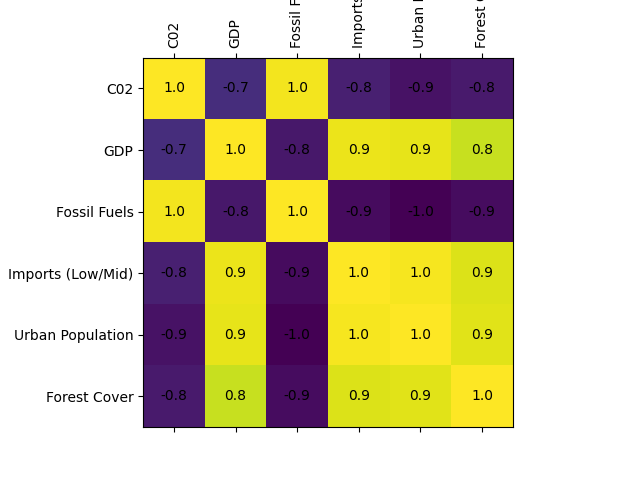 C02 GDP Fossil F Imports Urban Forest
C02 1.0 -0.7 1.0 -0.8 -0.9 -0.8
GDP -0.7 1.0 -0.8 0.9 0.9 0.8
Fossil Fuels 1.0 -0.8 1.0 -0.9 -1.0 -0.9
Imports (Low/Mid) -0.8 0.9 -0.9 1.0 1.0 0.9
Urban Population -0.9 0.9 -1.0 1.0 1.0 0.9
Forest Cover -0.8 0.8 -0.9 0.9 0.9 1.0